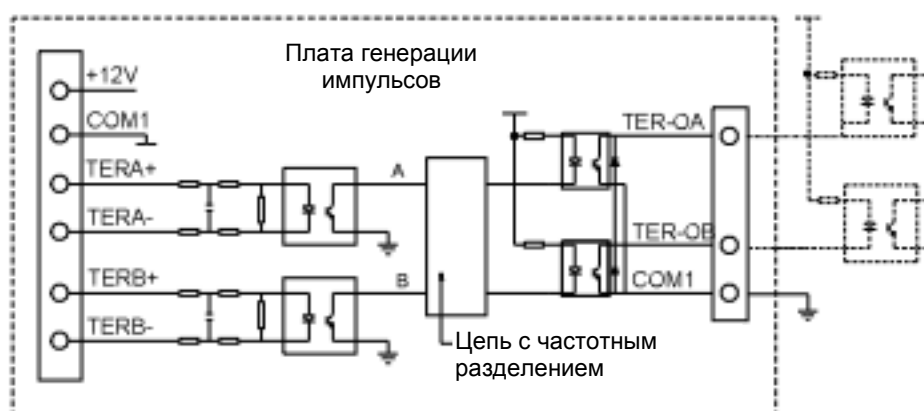 Плата генерации
импульсов
+12V
COM1
TERA+
TERA-
TERB+
TERB-
A
B
TER-OA
TER-OB
COM1
Цепь с частотным
разделением